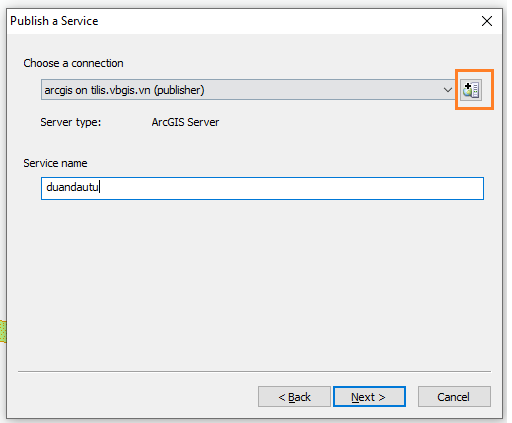 Publish a Service
Choose a connection
arcgis on tilis.vbgis.vn (publisher)
Server type: ArcGIS Server
Service name
duandautu
< Back Next > Cancel